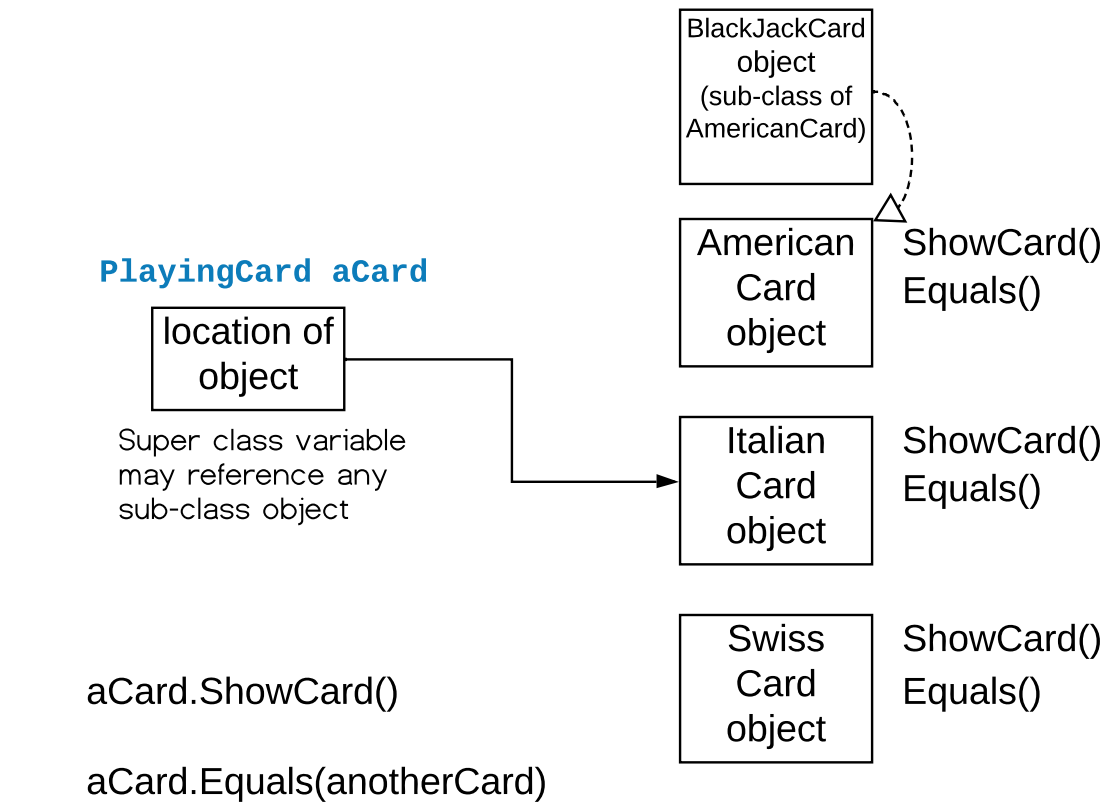 BlackJackCard
object
(sub-class of
AmericanCard)
American
Card
object
ShowCard()
Equals()
PlayingCard aCard
location of
object
Super class variable
may reference any
sub-class object
Italian
Card
object
ShowCard()
Equals()
Swiss
Card
object
ShowCard()
Equals()
aCard.ShowCard()
aCard.Equals(anotherCard)